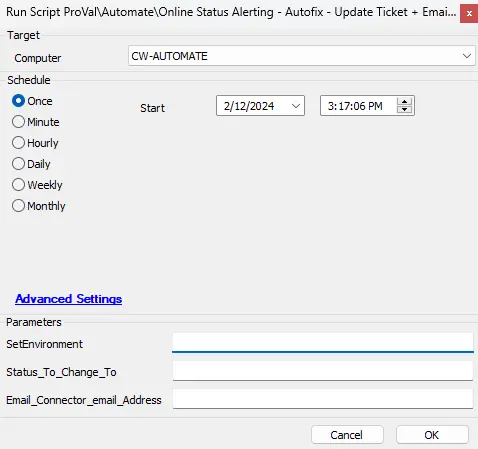 Run Script ProVal\Automate\Online Status Alerting - Autofix - Update Ticket + Emai... x
Target
Computer CW-AUTOMATE
Schedule
Once Start 2/12/2024 3:17:06 PM
Minute
Hourly
Daily
Weekly
Monthly
Advanced Settings
Parameters
SetEnvironment
Status_To_Change_To
Email_Connector_email_Address
Cancel OK